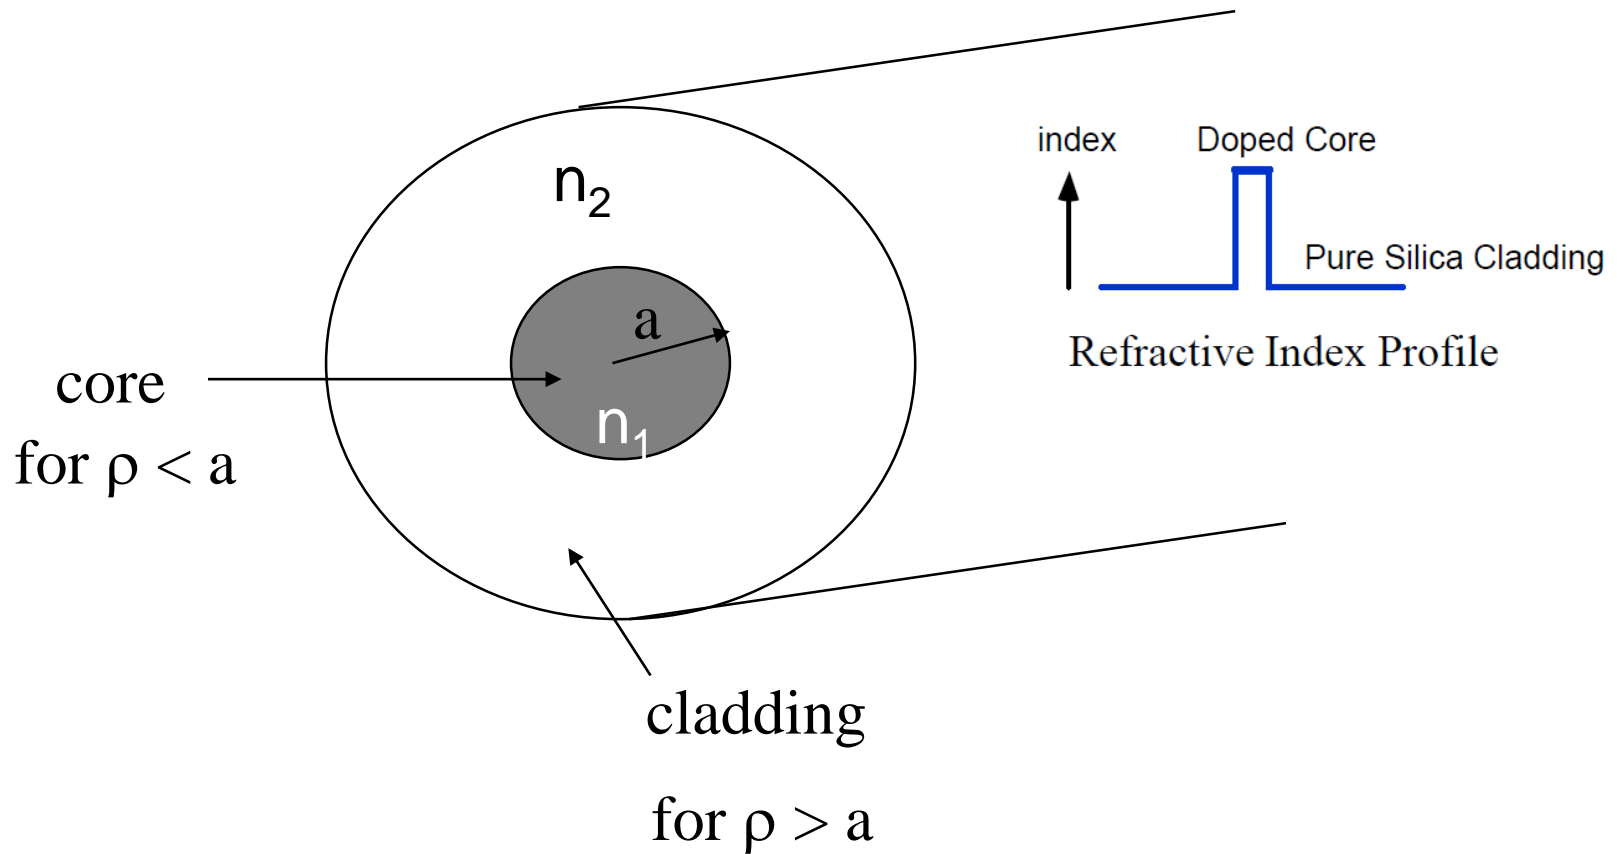 n₂
a
n₁
core
for ρ < a
cladding
for ρ > a
index
Doped Core
Pure Silica Cladding
Refractive Index Profile